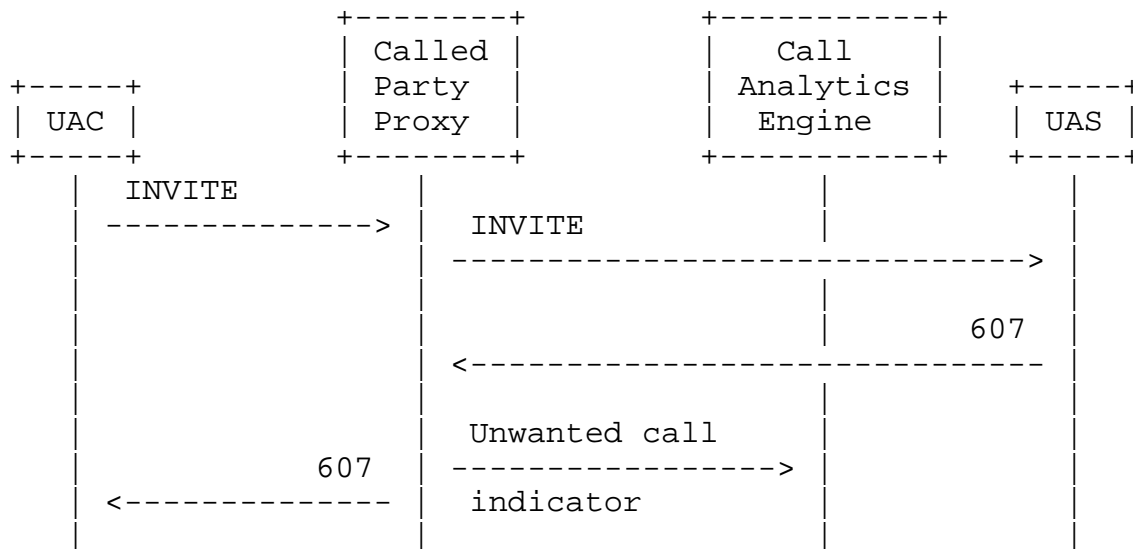 Called Call
Party Analytics
UAC Proxy Engine UAS
INVITE
INVITE
607
Unwanted call
607
indicator